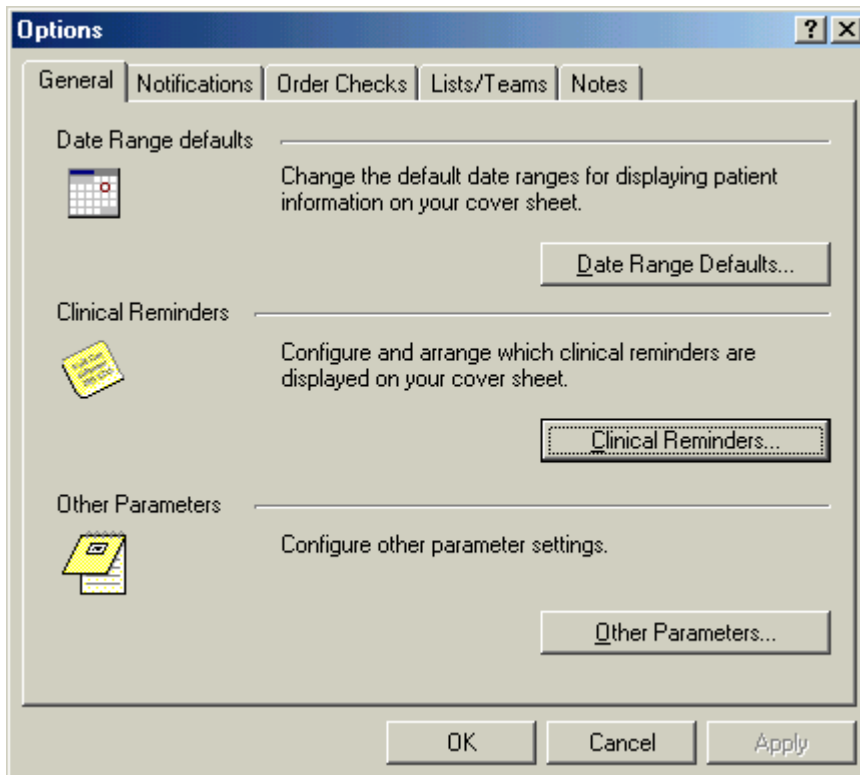 Options
General Notifications Order Checks Lists/Teams Notes
Date Range defaults
Change the default date ranges for displaying patient
information on your cover sheet.
Date Range Defaults...
Clinical Reminders
Configure and arrange which clinical reminders are
displayed on your cover sheet.
Clinical Reminders...
Other Parameters
Configure other parameter settings.
Other Parameters...
OK Cancel Apply